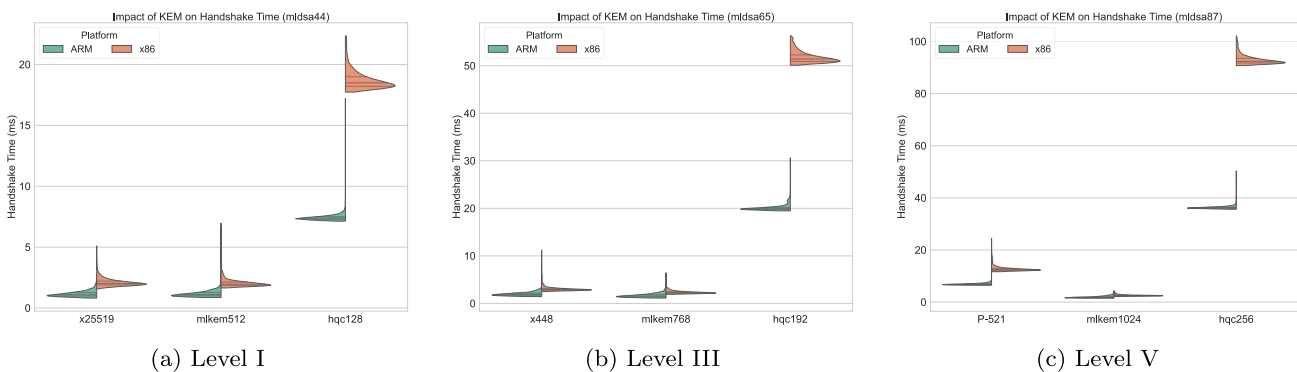 Impact of KEM on Handshake Time (mldsa44)
Platform
ARM x86
Handshake Time (ms)
20
15
10
5
0
x25519 mlkem512 hqc128
(a) Level I
Impact of KEM on Handshake Time (mldsa65)
Platform
ARM x86
Handshake Time (ms)
50
40
30
20
10
0
x448 mlkem768 hqc192
(b) Level III
Impact of KEM on Handshake Time (mldsa87)
Platform
ARM x86
Handshake Time (ms)
100
80
60
40
20
0
P-521 mlkem1024 hqc256
(c) Level V